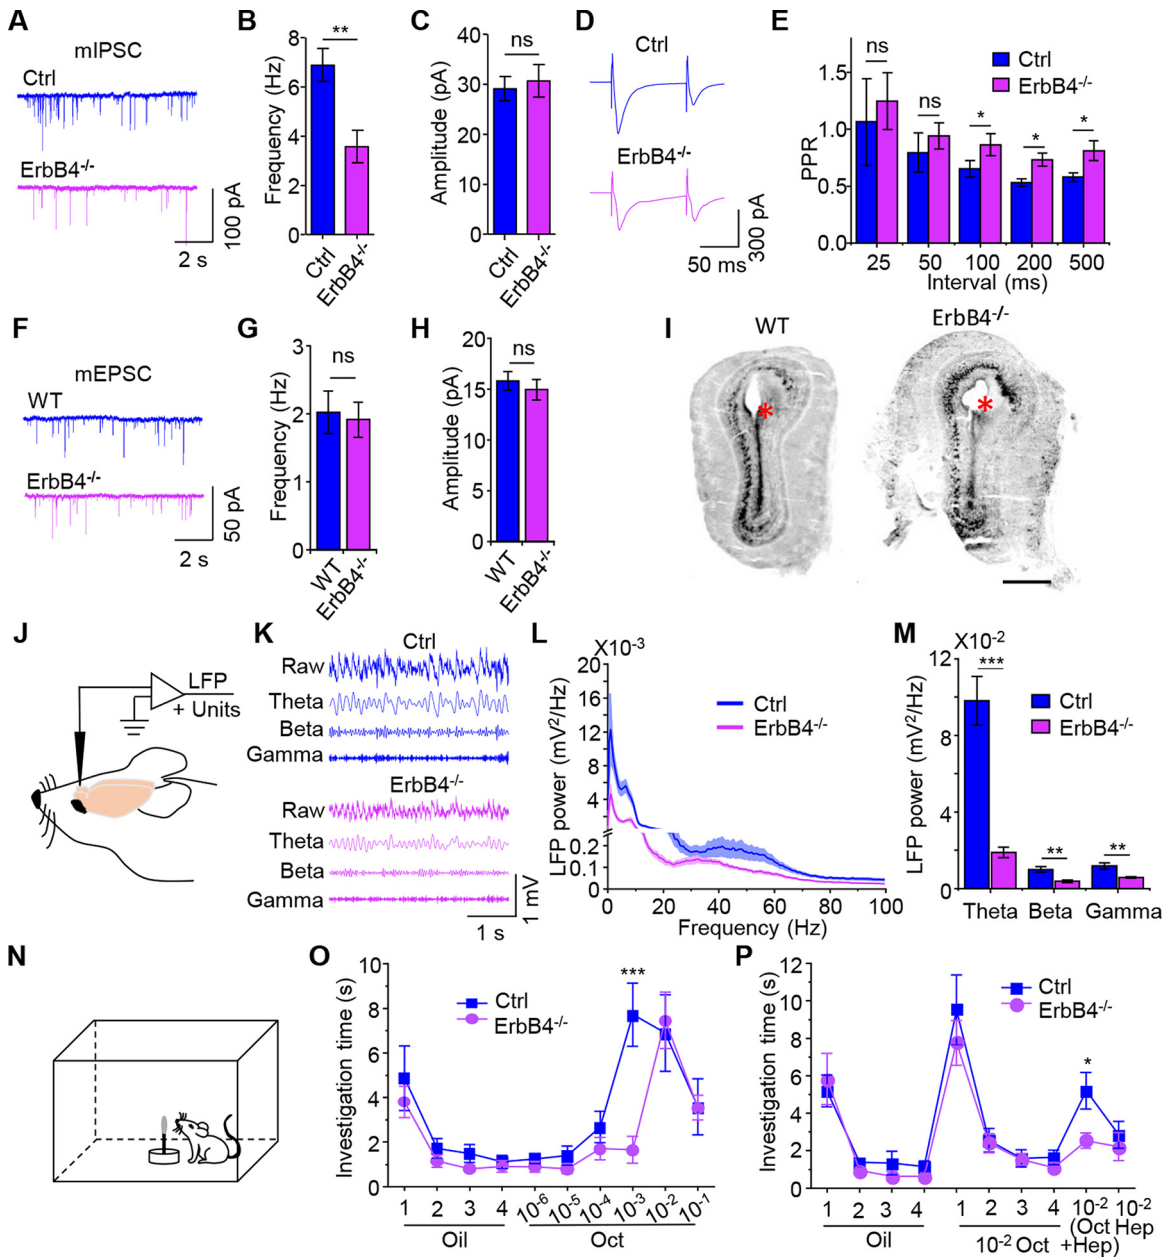 A
mIPSC
Ctrl
ErbB4-/-
100 pA
2 s
B
Frequency (Hz)
8
6
4
2
0
**
Ctrl
ErbB4-/-
C
Amplitude (pA)
40
30
20
10
0
ns
Ctrl
ErbB4-/-
D
Ctrl
ErbB4-/-
300 pA
50 ms
E
PPR
1.5
1.0
0.5
0.0
ns
ns
*
*
*
Ctrl
ErbB4-/-
25 50 100 200 500
Interval (ms)
F
mEPSC
WT
ErbB4-/-
50 pA
2 s
G
Frequency (Hz)
3
2
1
0
ns
WT
ErbB4-/-
H
Amplitude (pA)
20
15
10
5
0
ns
WT
ErbB4-/-
I
WT
ErbB4-/-
*
*
J
LFP
+ Units
K
Ctrl
Raw
Theta
Beta
Gamma
ErbB4-/-
Raw
Theta
Beta
Gamma
1 mV
1 s
L
X10-3
LFP power (mV2/Hz)
20
16
12
8
4
0.2
0.1
0
Ctrl
ErbB4-/-
0 20 40 60 80 100
Frequency (Hz)
M
X10-2
LFP power (mV2/Hz)
12
8
4
0
***
**
**
Ctrl
ErbB4-/-
Theta Beta Gamma
N
O
Investigation time (s)
10
8
6
4
2
0
Ctrl
ErbB4-/-
***
1 2 3 4 10-6 10-5 10-4 10-3 10-2 10-1
Oil Oct
P
Investigation time (s)
12
10
8
6
4
2
0
Ctrl
ErbB4-/-
*
1 2 3 4 1 2 3 4 10-2 10-2
(Oct Hep
Oil 10-2 Oct +Hep)